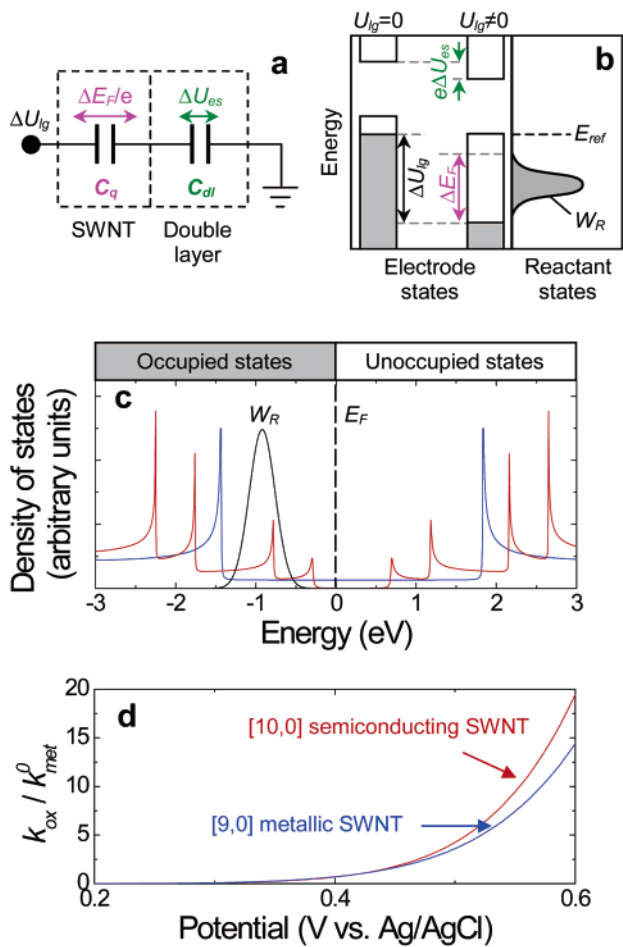 a
ΔU_lg
ΔE_F/e
ΔU_es
C_q
C_dl
SWNT
Double
layer
U_lg=0
U_lg≠0
b
Energy
eΔU_es
E_ref
ΔU_lg
ΔE_F
W_R
Electrode
states
Reactant
states
Occupied states
Unoccupied states
c
W_R
E_F
Density of states
(arbitrary units)
-3 -2 -1 0 1 2 3
Energy (eV)
d
20
15
10
5
0
k_ox / k^0_met
[10,0] semiconducting SWNT
[9,0] metallic SWNT
0.2 0.4 0.6
Potential (V vs. Ag/AgCl)